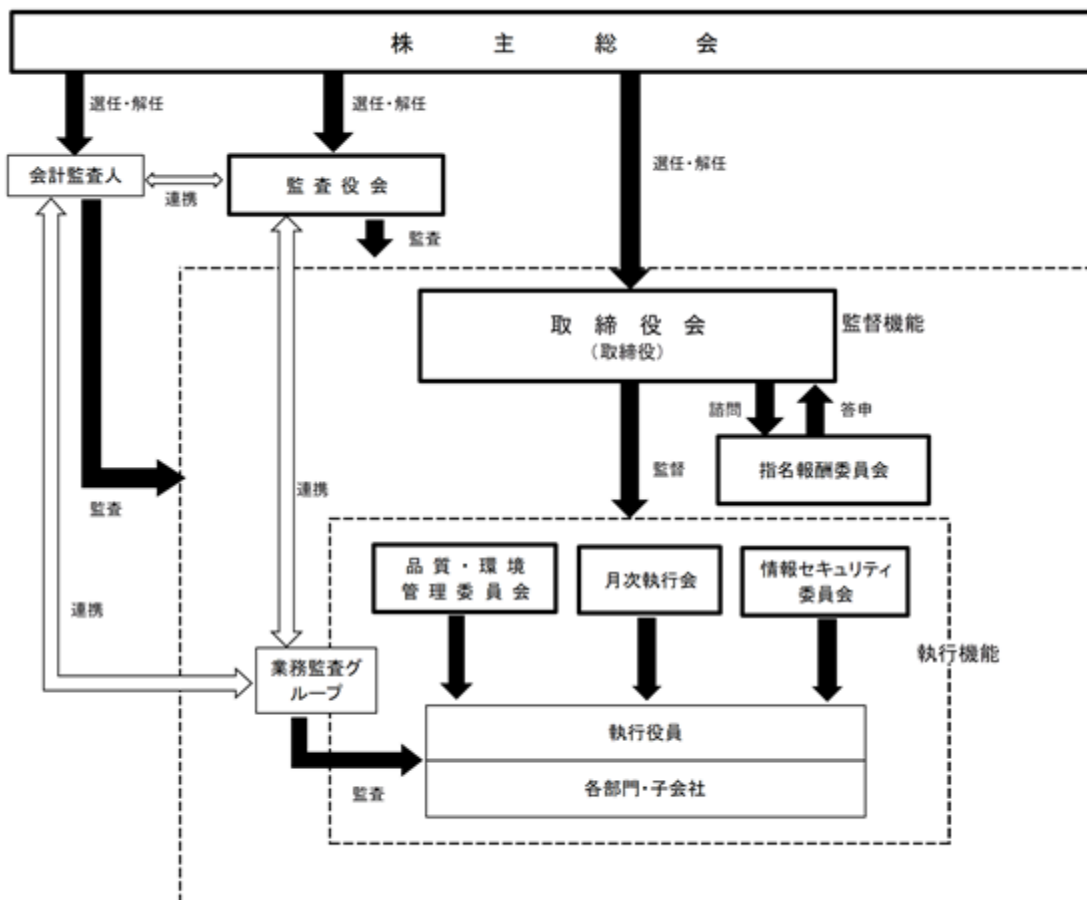 株主総会
選任・解任
選任・解任
選任・解任
会計監査人
連携
監査役会
監査
取締役会
（取締役）
監督機能
諮問
答申
指名報酬委員会
監督
監査
連携
連携
品質・環境
管理委員会
月次執行会
情報セキュリティ
委員会
執行機能
業務監査グ
ループ
監査
執行役員
各部門・子会社